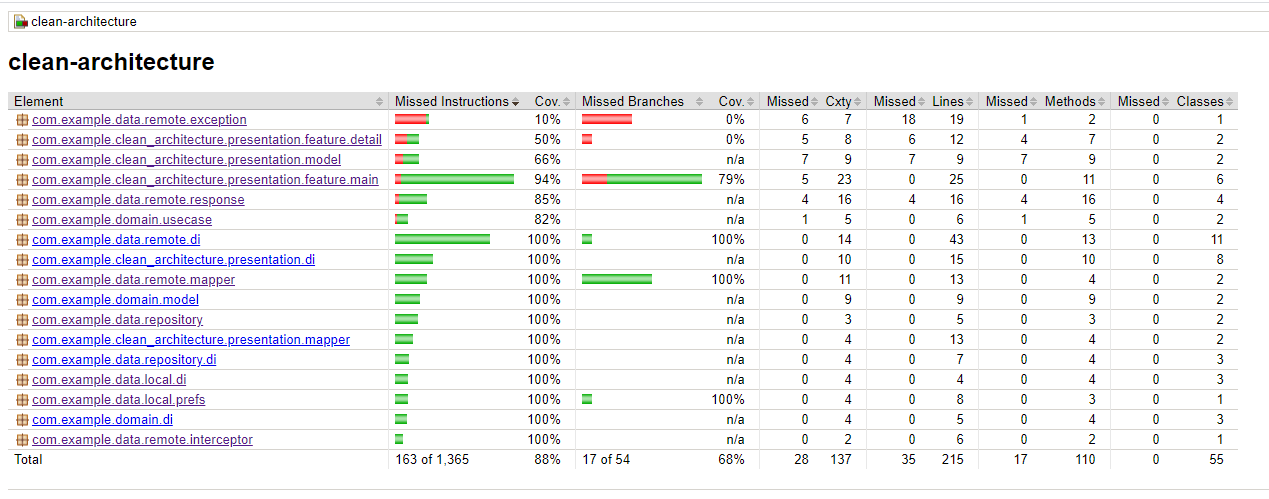 clean-architecture
clean-architecture
Element Missed Instructions Cov. Missed Branches Cov. Missed Cxty Missed Lines Missed Methods Missed Classes
com.example.data.remote.exception 10% 0% 6 7 18 19 1 2 0 1
com.example.clean_architecture.presentation.feature.detail 50% 0% 5 8 6 12 4 7 0 2
com.example.clean_architecture.presentation.model 66% n/a 7 9 7 9 7 9 0 2
com.example.clean_architecture.presentation.feature.main 94% 79% 5 23 0 25 0 11 0 6
com.example.data.remote.response 85% n/a 4 16 4 16 4 16 0 4
com.example.domain.usecase 82% n/a 1 5 0 6 1 5 0 2
com.example.data.remote.di 100% 100% 0 14 0 43 0 13 0 11
com.example.clean_architecture.presentation.di 100% n/a 0 10 0 15 0 10 0 8
com.example.data.remote.mapper 100% 100% 0 11 0 13 0 4 0 2
com.example.domain.model 100% n/a 0 9 0 9 0 9 0 2
com.example.data.repository 100% n/a 0 3 0 5 0 3 0 2
com.example.clean_architecture.presentation.mapper 100% n/a 0 4 0 13 0 4 0 2
com.example.data.repository.di 100% n/a 0 4 0 7 0 4 0 3
com.example.data.local.di 100% n/a 0 4 0 4 0 4 0 3
com.example.data.local.prefs 100% 100% 0 4 0 8 0 3 0 1
com.example.domain.di 100% n/a 0 4 0 5 0 4 0 3
com.example.data.remote.interceptor 100% n/a 0 2 0 6 0 2 0 1
Total 163 of 1,365 88% 17 of 54 68% 28 137 35 215 17 110 0 55